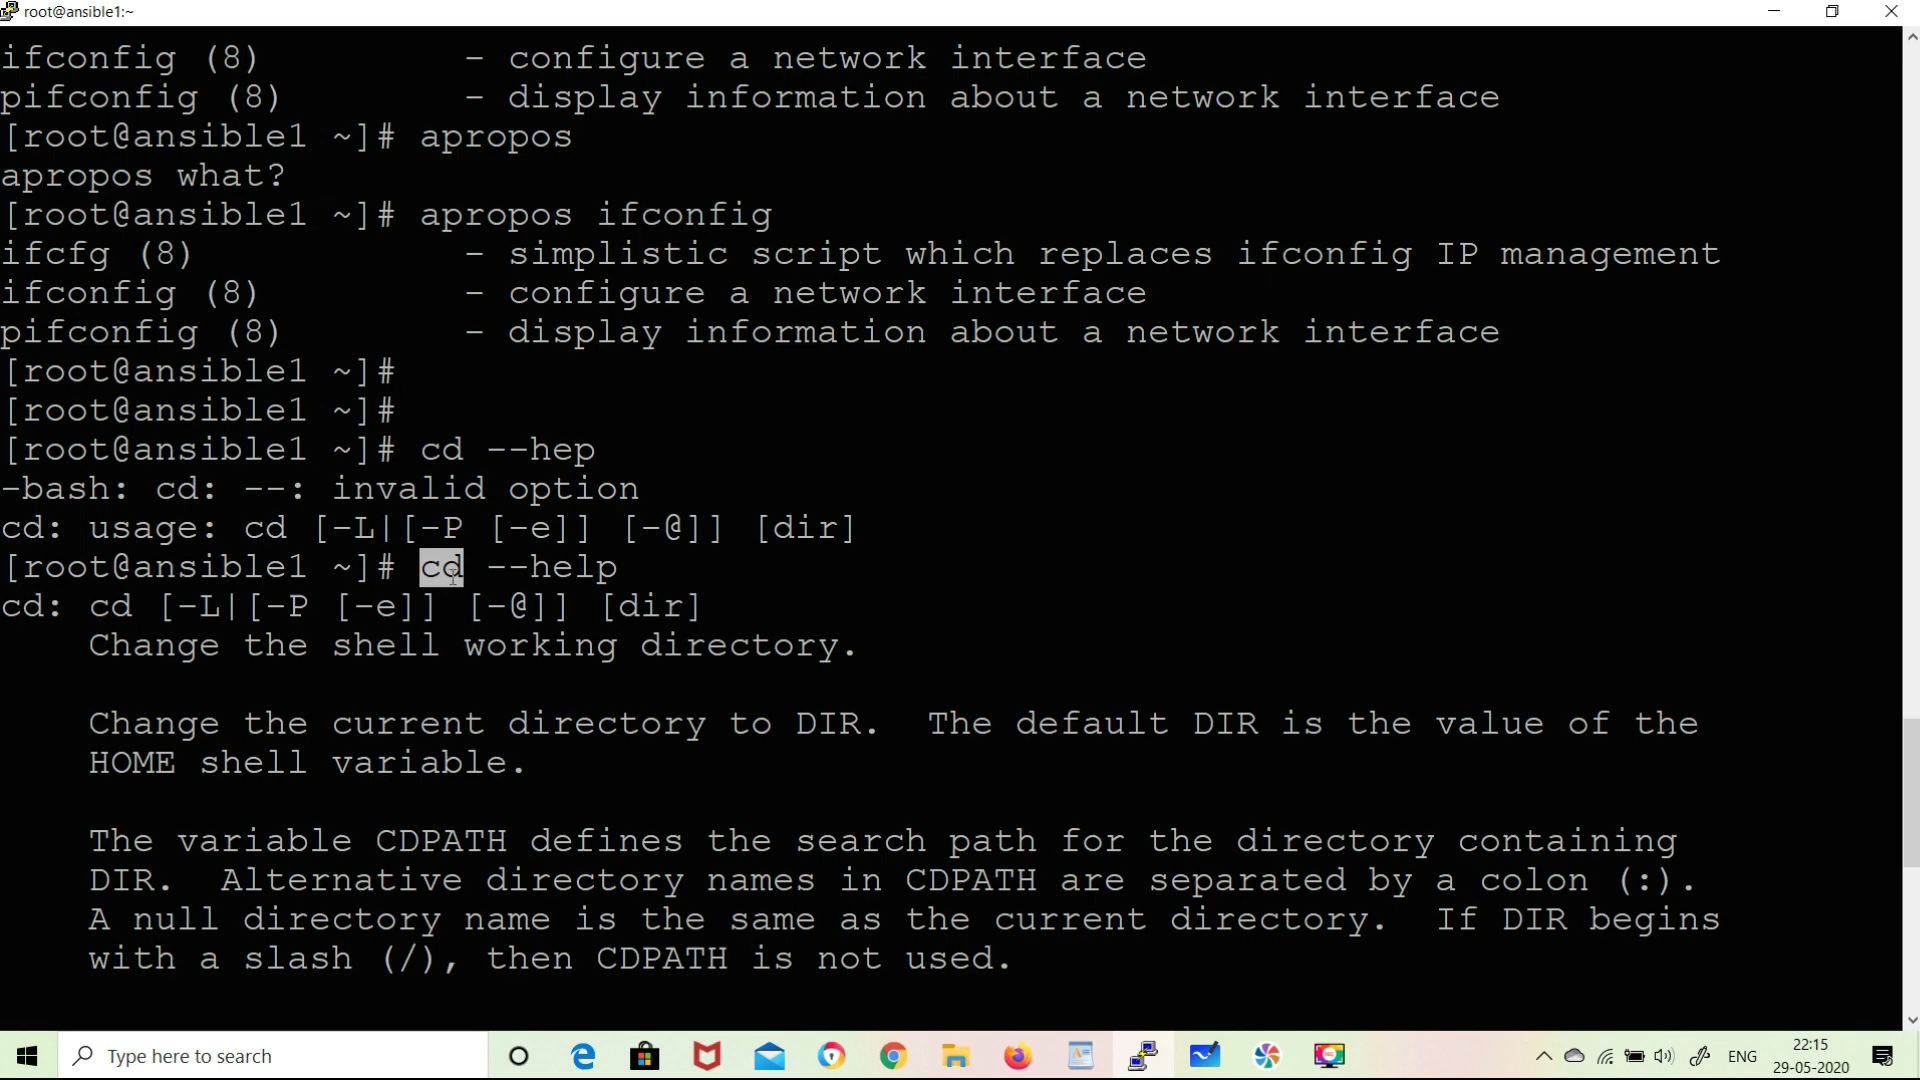 root@ansible1:~
ifconfig (8)         - configure a network interface
pifconfig (8)        - display information about a network interface
[root@ansible1 ~]# apropos
apropos what?
[root@ansible1 ~]# apropos ifconfig
ifcfg (8)            - simplistic script which replaces ifconfig IP management
ifconfig (8)         - configure a network interface
pifconfig (8)        - display information about a network interface
[root@ansible1 ~]#
[root@ansible1 ~]#
[root@ansible1 ~]# cd --hep
-bash: cd: --: invalid option
cd: usage: cd [-L|[-P [-e]] [-@]] [dir]
[root@ansible1 ~]# cd --help
cd: cd [-L|[-P [-e]] [-@]] [dir]
    Change the shell working directory.
    Change the current directory to DIR.  The default DIR is the value of the
    HOME shell variable.
    The variable CDPATH defines the search path for the directory containing
    DIR.  Alternative directory names in CDPATH are separated by a colon (:).
    A null directory name is the same as the current directory.  If DIR begins
    with a slash (/), then CDPATH is not used.
Type here to search
ENG
22:15
29-05-2020